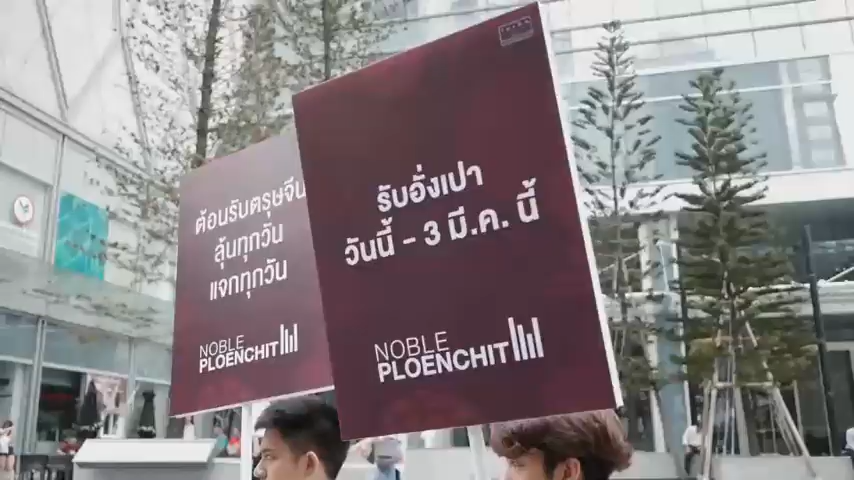 ต้อนรับตรุษจีน
ลุ้นทุกวัน
แจกทุกวัน
NOBLE
PLOENCHIT
รับอั่งเปา
วันนี้ - 3 มี.ค. นี้
NOBLE
PLOENCHIT